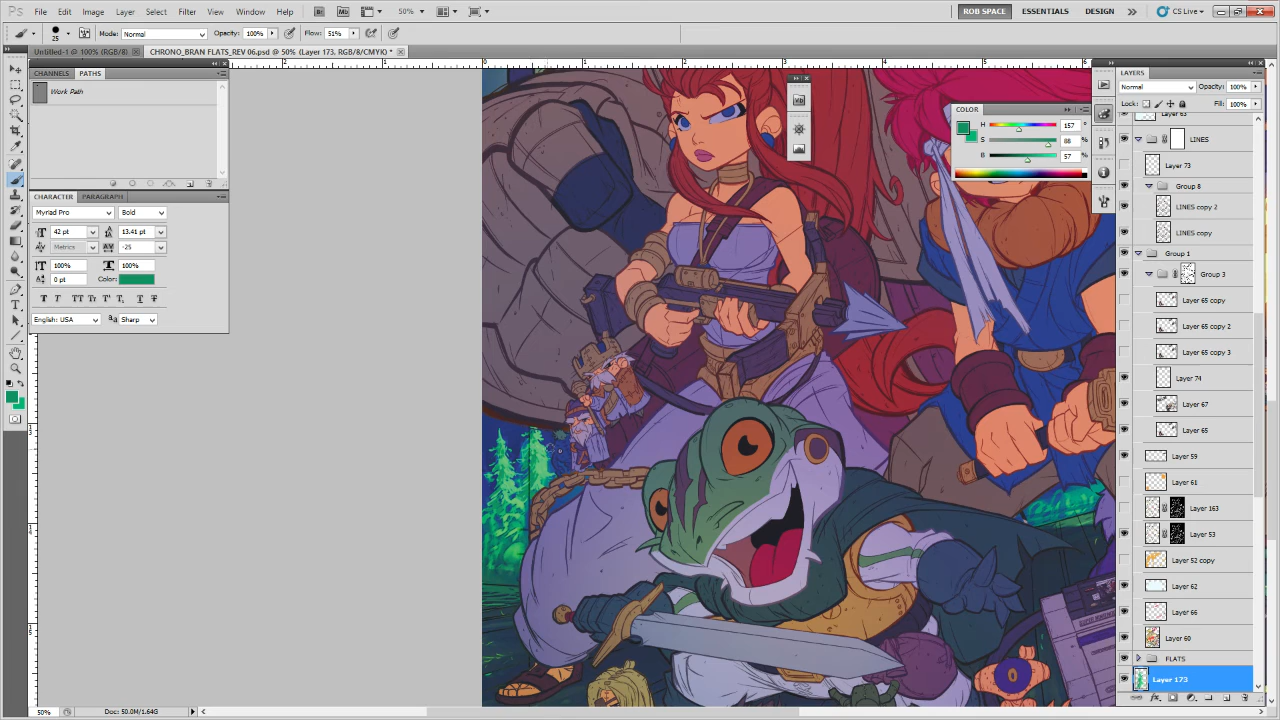 Ps File Edit Image Layer Select Filter View Window Help Br Mb 50% ROB SPACE ESSENTIALS DESIGN CS Live
25 Mode: Normal Opacity: 100% Flow: 51%
Untitled-1 @ 100% (RGB/8) CHRONO_BRAN FLATS_REV 06.psd @ 50% (Layer 173, RGB/CMYK) *
CHANNELS PATHS
Work Path
CHARACTER PARAGRAPH
Myriad Pro Bold
42 pt 13.41 pt
Metrics -25
100% 100%
0 pt Color:
English: USA aa Sharp
COLOR
H 157 °
S 88 %
B 57 %
LAYERS
Normal Opacity: 100%
Lock: Fill: 100%
Layer 63
LINES
Layer 73
Group 8
LINES copy 2
LINES copy
Group 1
Group 3
Layer 65 copy
Layer 65 copy 2
Layer 65 copy 3
Layer 74
Layer 67
Layer 65
Layer 59
Layer 61
Layer 163
Layer 53
Layer 52 copy
Layer 62
Layer 66
Layer 60
FLATS
Layer 173
50% Doc: 50.0M/1.64G